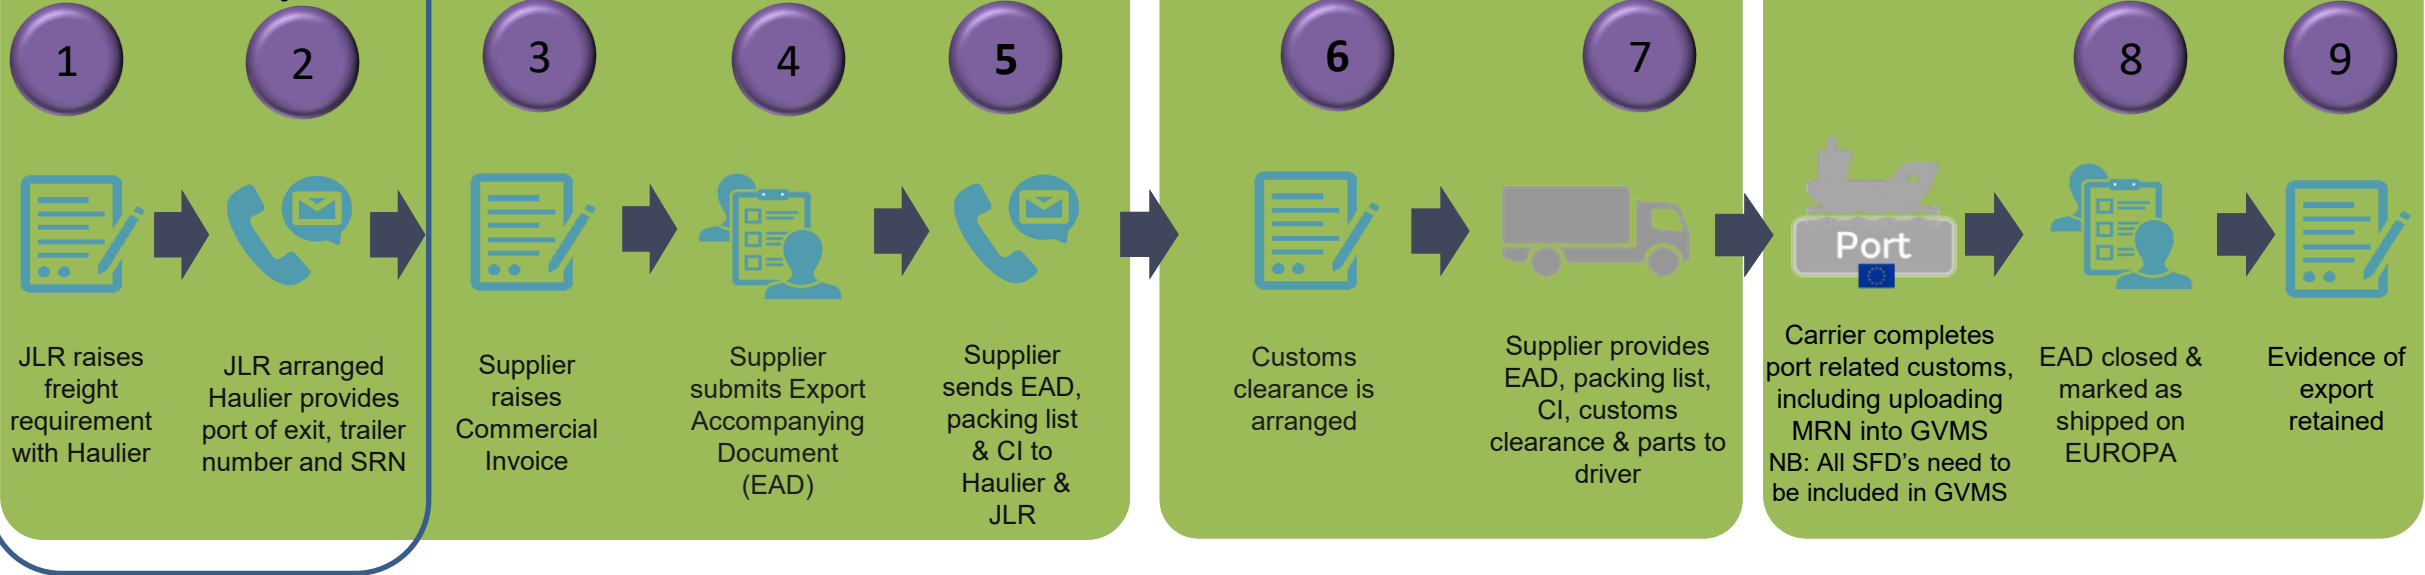 1
2
3
4
5
6
7
8
9
Port
JLR raises
freight
requirement
with Haulier
JLR arranged
Haulier provides
port of exit, trailer
number and SRN
Supplier
raises
Commercial
Invoice
Supplier
submits Export
Accompanying
Document
(EAD)
Supplier
sends EAD,
packing list
& CI to
Haulier &
JLR
Customs
clearance is
arranged
Supplier provides
EAD, packing list,
CI, customs
clearance & parts to
driver
Carrier completes
port related customs,
including uploading
MRN into GVMS
NB: All SFD's need to
be included in GVMS
EAD closed &
marked as
shipped on
EUROPA
Evidence of
export
retained